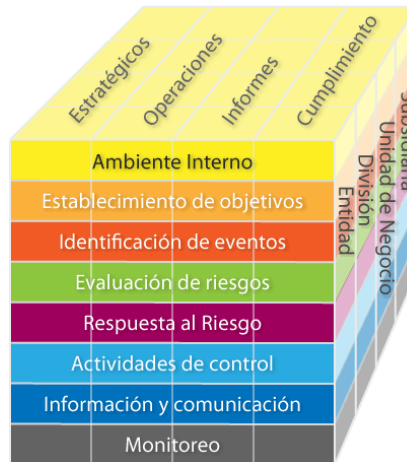 Estratégicos
Operaciones
Informes
Cumplimiento
Ambiente Interno
Establecimiento de objetivos
Identificación de eventos
Evaluación de riesgos
Respuesta al Riesgo
Actividades de control
Información y comunicación
Monitoreo
Entidad
División
Unidad de Negocio
Subsidiaria